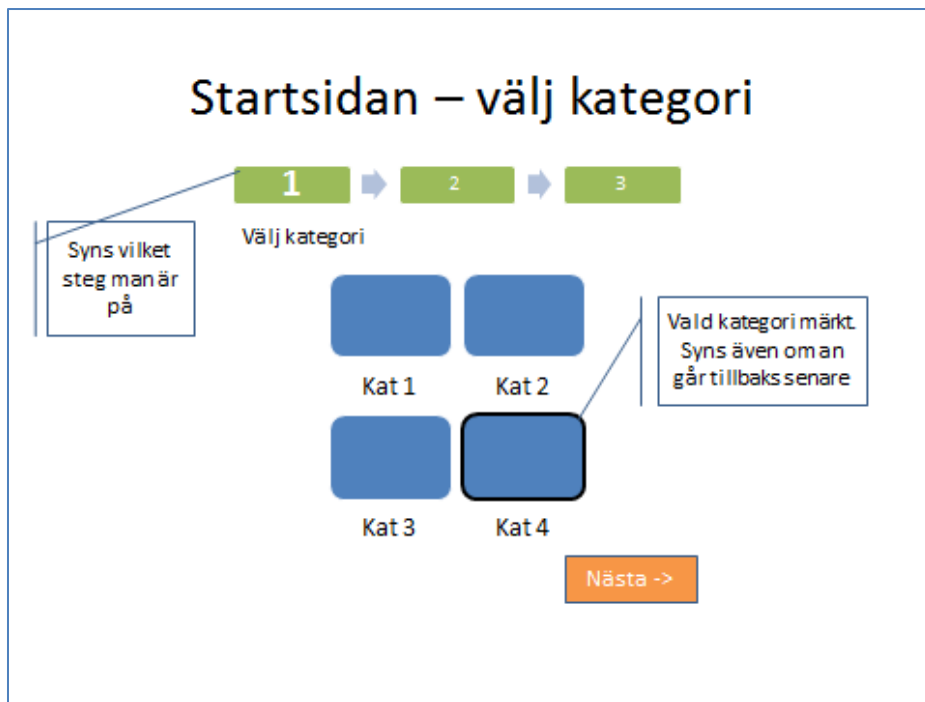 Startsidan – välj kategori
1
2
3
Välj kategori
Syns vilket
steg man är
på
Vald kategori märkt.
Syns även om an
går tillbaks senare
Kat 1
Kat 2
Kat 3
Kat 4
Nästa ->